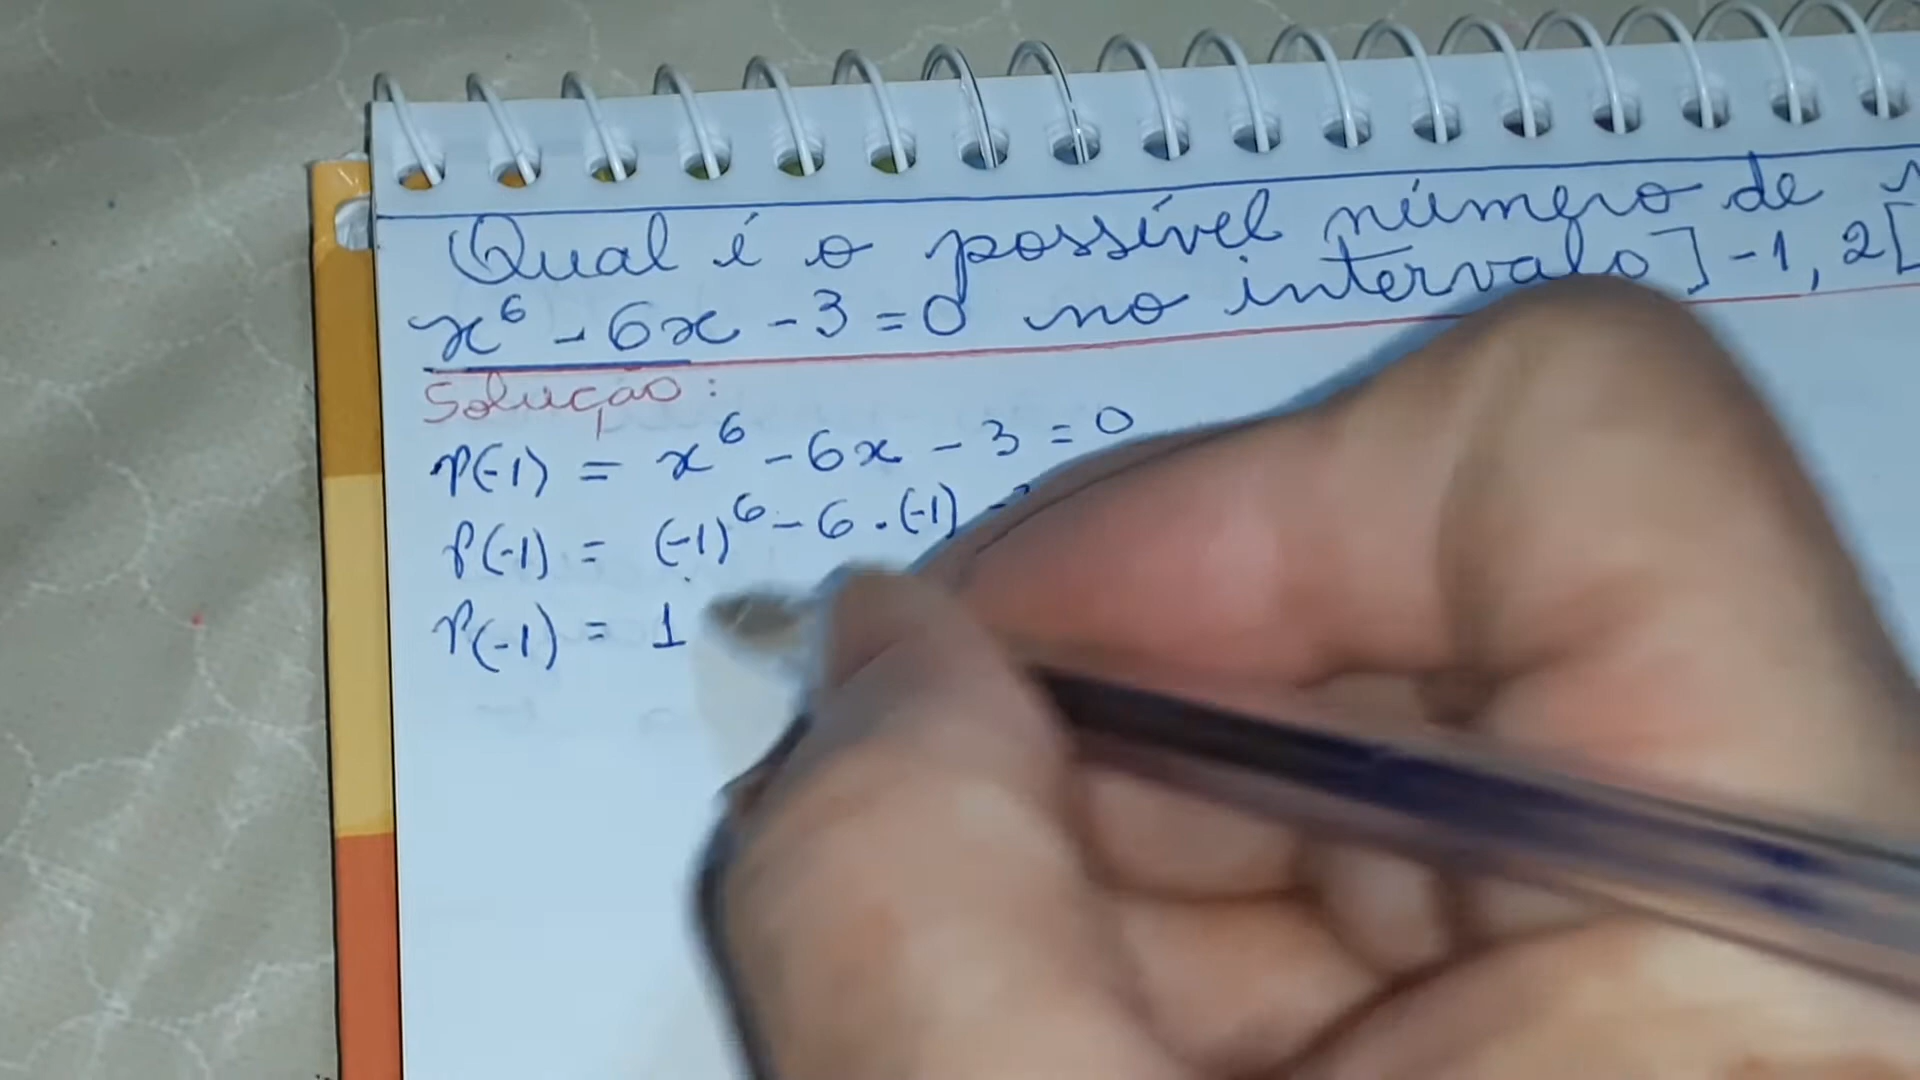 Qual é o possível número de
x⁶ - 6x - 3 = 0 no intervalo ]-1, 2[
Solução:
P(-1) = x⁶ - 6x - 3 = 0
P(-1) = (-1)⁶ - 6 . (-1) -
P(-1) = 1